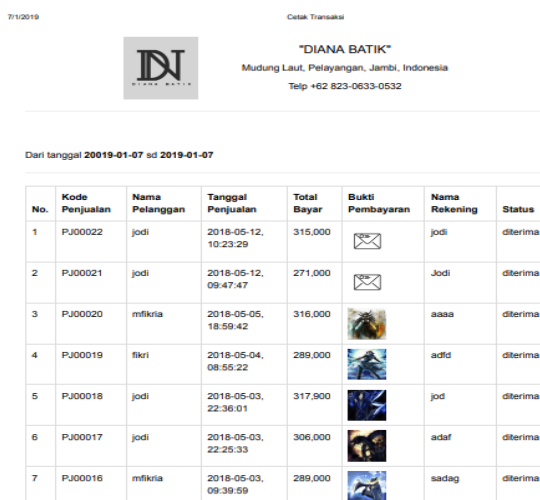 7/1/2019 Cetak Transaksi
DN
DIANA BATIK
"DIANA BATIK"
Mudung Laut, Pelayangan, Jambi, Indonesia
Telp +62 823-0633-0532
Dari tanggal 20019-01-07 sd 2019-01-07
No. Kode Penjualan Nama Pelanggan Tanggal Penjualan Total Bayar Bukti Pembayaran Nama Rekening Status
1 PJ00022 jodi 2018-05-12, 10:23:29 315,000 jodi diterima
2 PJ00021 jodi 2018-05-12, 09:47:47 271,000 Jodi diterima
3 PJ00020 mfikria 2018-05-05, 18:59:42 316,000 aaaa diterima
4 PJ00019 fikri 2018-05-04, 08:55:22 289,000 adfd diterima
5 PJ00018 jodi 2018-05-03, 22:36:01 317,900 jod diterima
6 PJ00017 jodi 2018-05-03, 22:25:33 306,000 adaf diterima
7 PJ00016 mfikria 2018-05-03, 09:39:59 289,000 sadag diterima